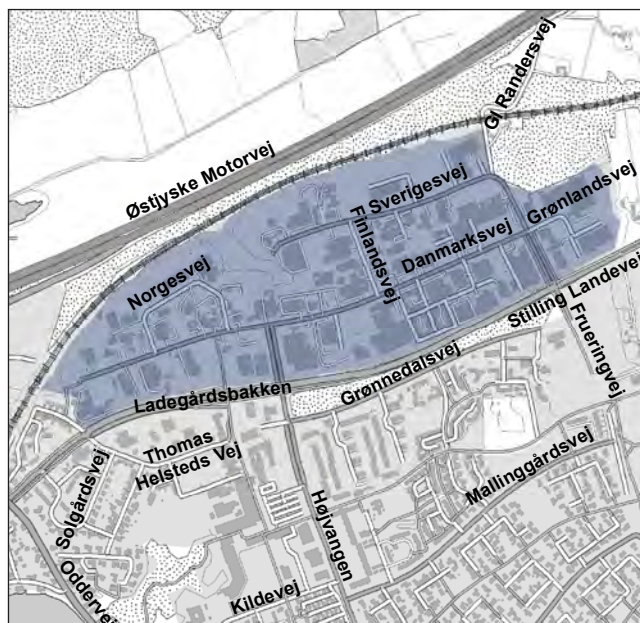 Gl Randersvej
Østjyske Motorvej
Sverigesvej
Finlandsvej
Grønlandsvej
Danmarksvej
Norgesvej
Stilling Landevej
Frueringvej
Grønnedalsvej
Ladegårdsbakken
Thomas
Helsteds Vej
Solgårdsvej
Mallinggårdsvej
Højvangen
Oddervej
Kildevej